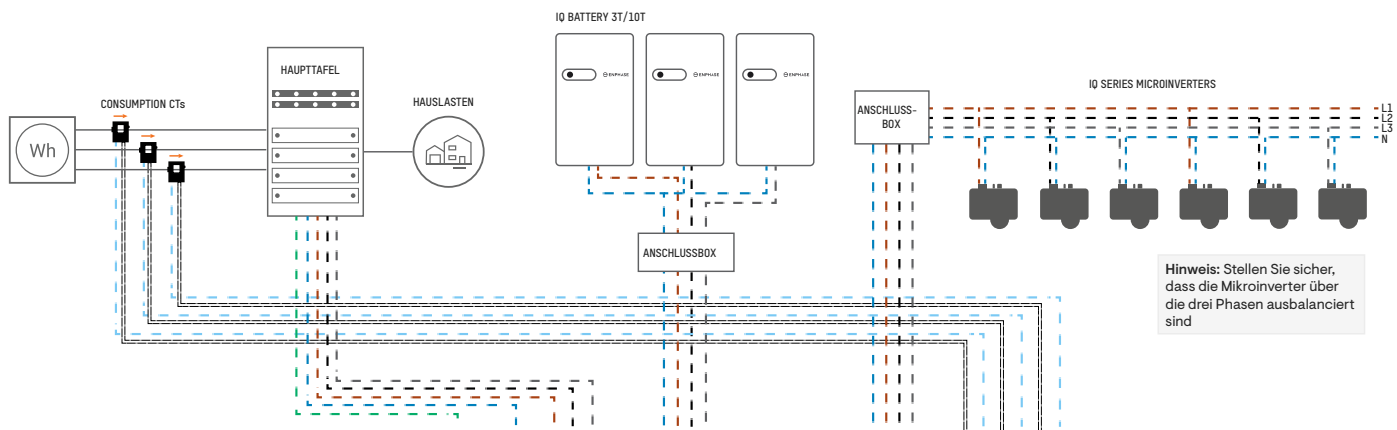 IQ BATTERY 3T/10T
HAUPTTAFEL
CONSUMPTION CTs
HAUSLASTEN
Wh
ENPHASE
ENPHASE
ENPHASE
IQ SERIES MICROINVERTERS
ANSCHLUSS-
BOX
L1
L2
L3
N
ANSCHLUSSBOX
Hinweis: Stellen Sie sicher,
dass die Mikroinverter über
die drei Phasen ausbalanciert
sind